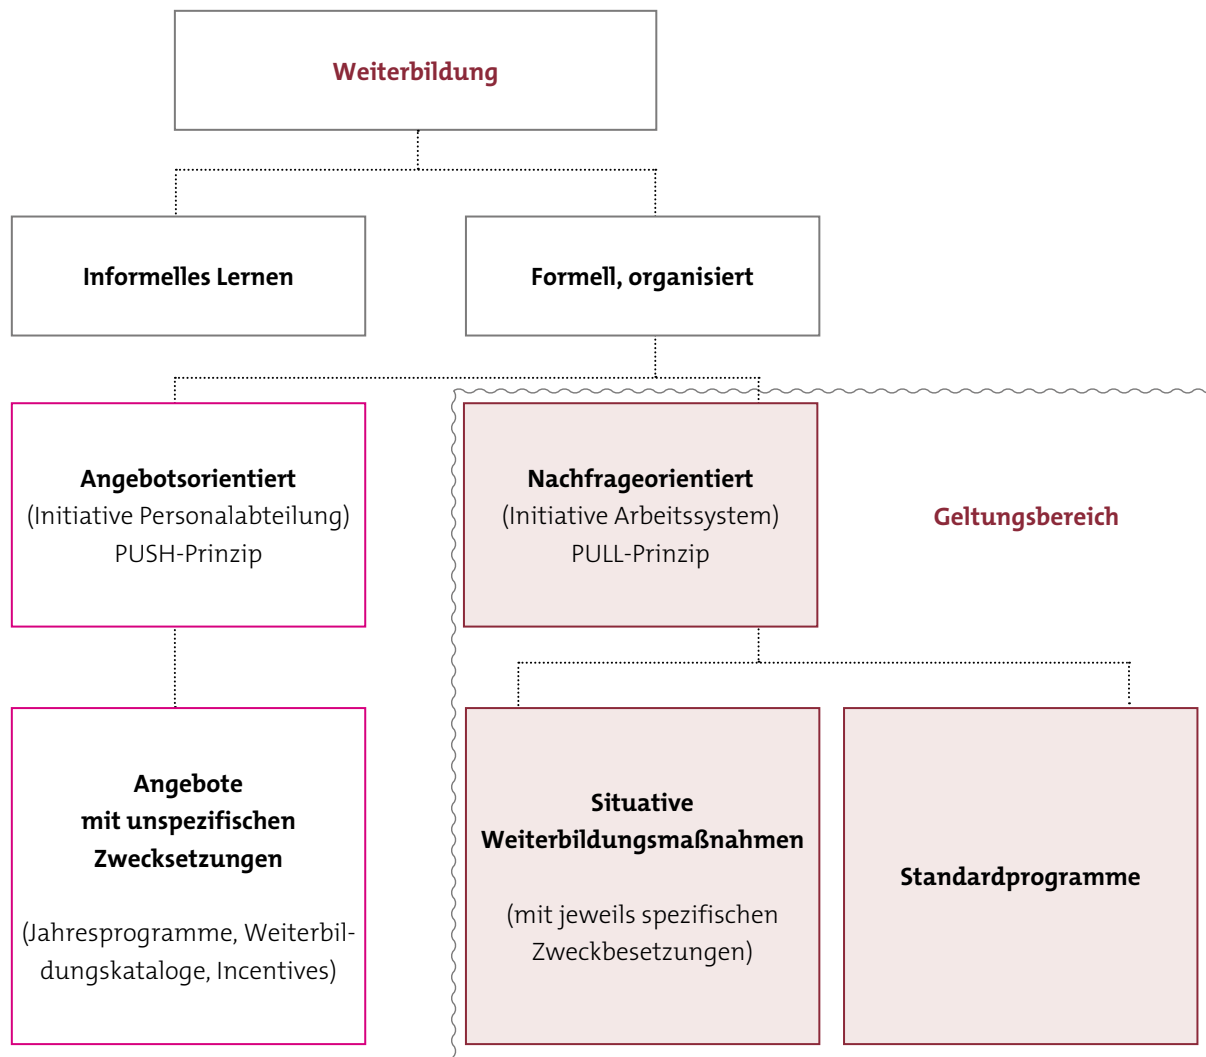 Weiterbildung
Informelles Lernen
Formell, organisiert
Angebotsorientiert
(Initiative Personalabteilung)
PUSH-Prinzip
Nachfrageorientiert
(Initiative Arbeitssystem)
PULL-Prinzip
Geltungsbereich
Angebote
mit unspezifischen
Zwecksetzungen
(Jahresprogramme, Weiterbil-
dungskataloge, Incentives)
Situative
Weiterbildungsmaßnahmen
(mit jeweils spezifischen
Zweckbesetzungen)
Standardprogramme